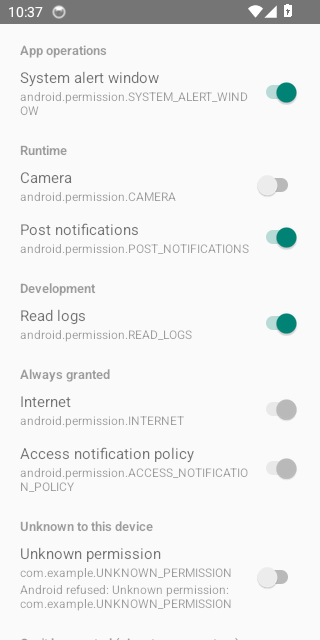 10:37
App operations
System alert window
android.permission.SYSTEM_ALERT_WIND
OW
Runtime
Camera
android.permission.CAMERA
Post notifications
android.permission.POST_NOTIFICATIONS
Development
Read logs
android.permission.READ_LOGS
Always granted
Internet
android.permission.INTERNET
Access notification policy
android.permission.ACCESS_NOTIFICATIO
N_POLICY
Unknown to this device
Unknown permission
com.example.UNKNOWN_PERMISSION
Android refused: Unknown permission:
com.example.UNKNOWN_PERMISSION